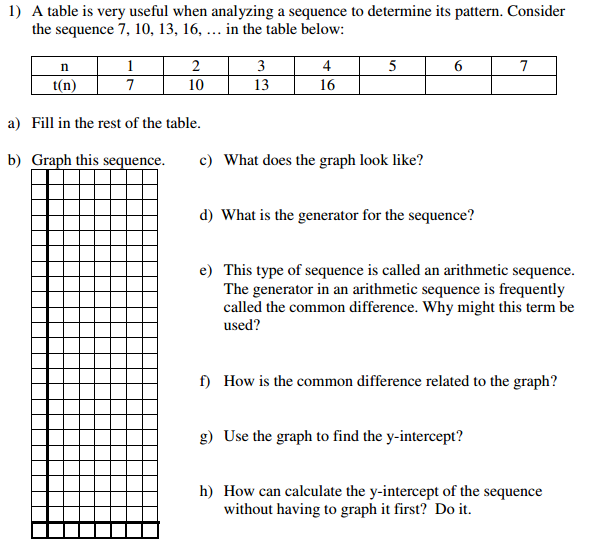 1) A table is very useful when analyzing a sequence to determine its pattern. Consider
the sequence 7, 10, 13, 16, … in the table below:
n 1 2 3 4 5 6 7
t(n) 7 10 13 16
a) Fill in the rest of the table.
b) Graph this sequence.
c) What does the graph look like?
d) What is the generator for the sequence?
e) This type of sequence is called an arithmetic sequence.
The generator in an arithmetic sequence is frequently
called the common difference. Why might this term be
used?
f) How is the common difference related to the graph?
g) Use the graph to find the y-intercept?
h) How can calculate the y-intercept of the sequence
without having to graph it first? Do it.